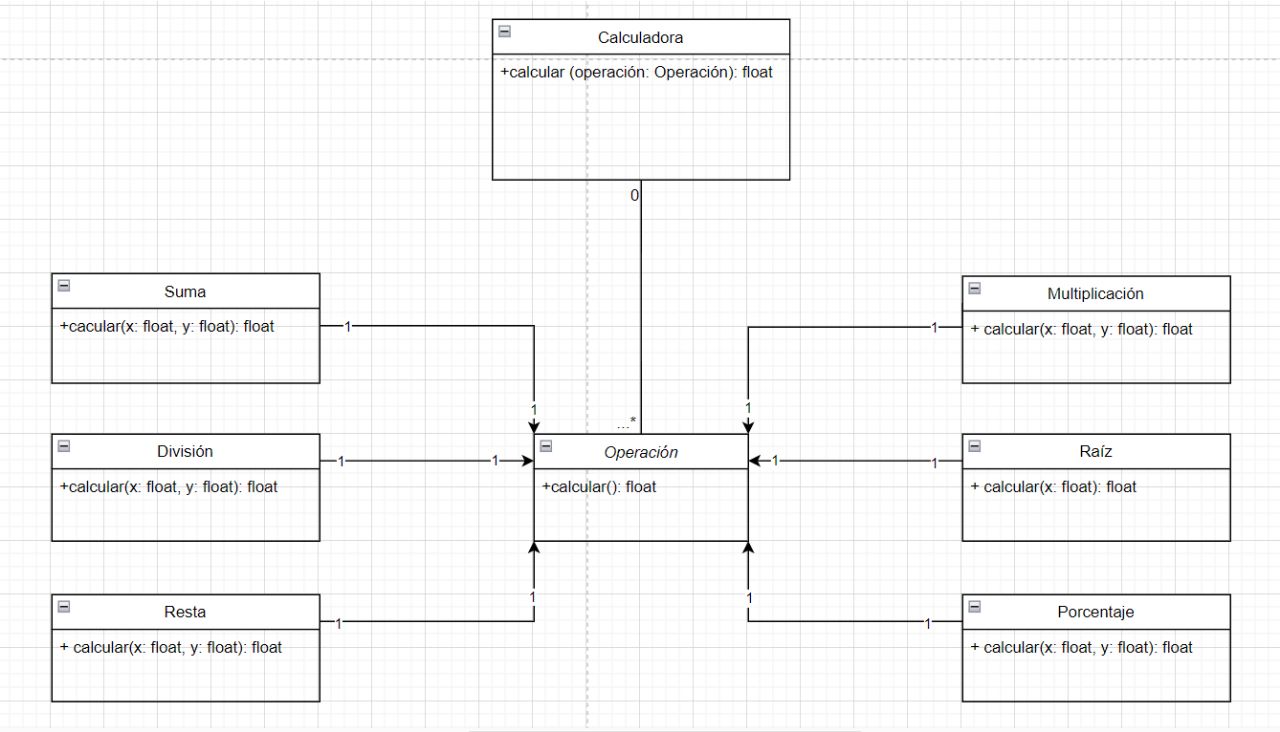 Calculadora
+calcular (operación: Operación): float
0
Suma
+cacular(x: float, y: float): float
1
1
Multiplicación
+ calcular(x: float, y: float): float
1
1
...*
División
+calcular(x: float, y: float): float
1
1
Operación
+calcular(): float
1
1
Raíz
+ calcular(x: float): float
Resta
+ calcular(x: float, y: float): float
1
1
1
1
Porcentaje
+ calcular(x: float, y: float): float